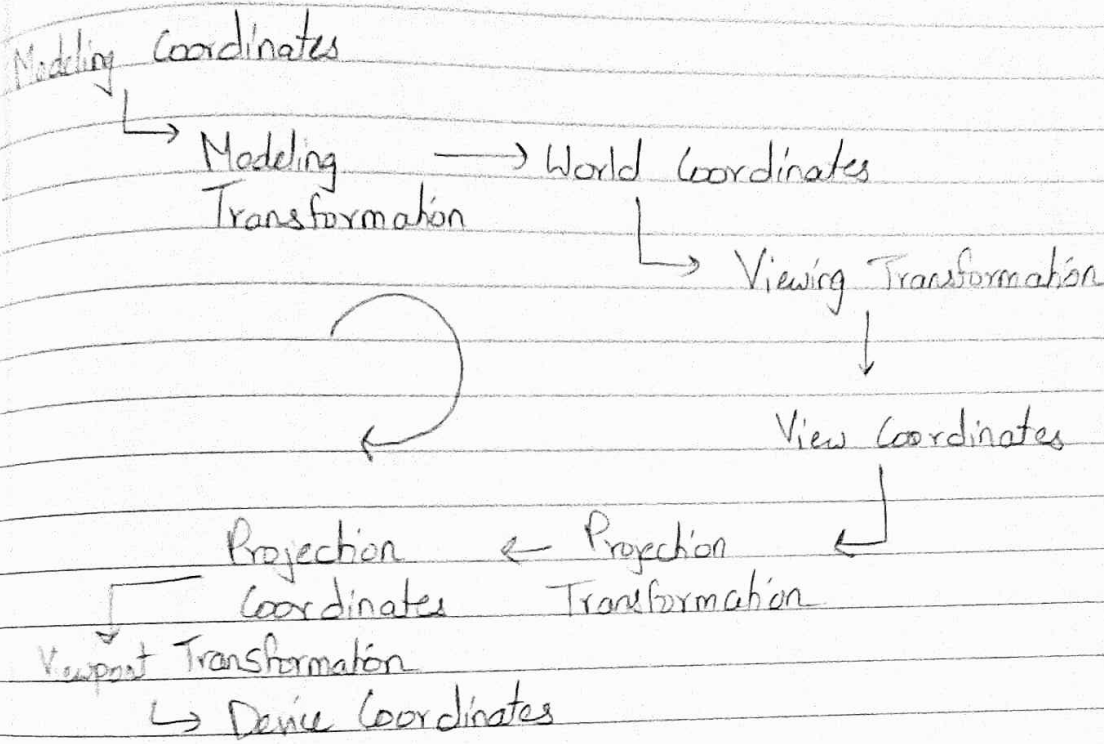 Modeling Coordinates
Modeling Transformation
World Coordinates
Viewing Transformation
View Coordinates
Projection Transformation
Projection Coordinates
Viewport Transformation
Device Coordinates